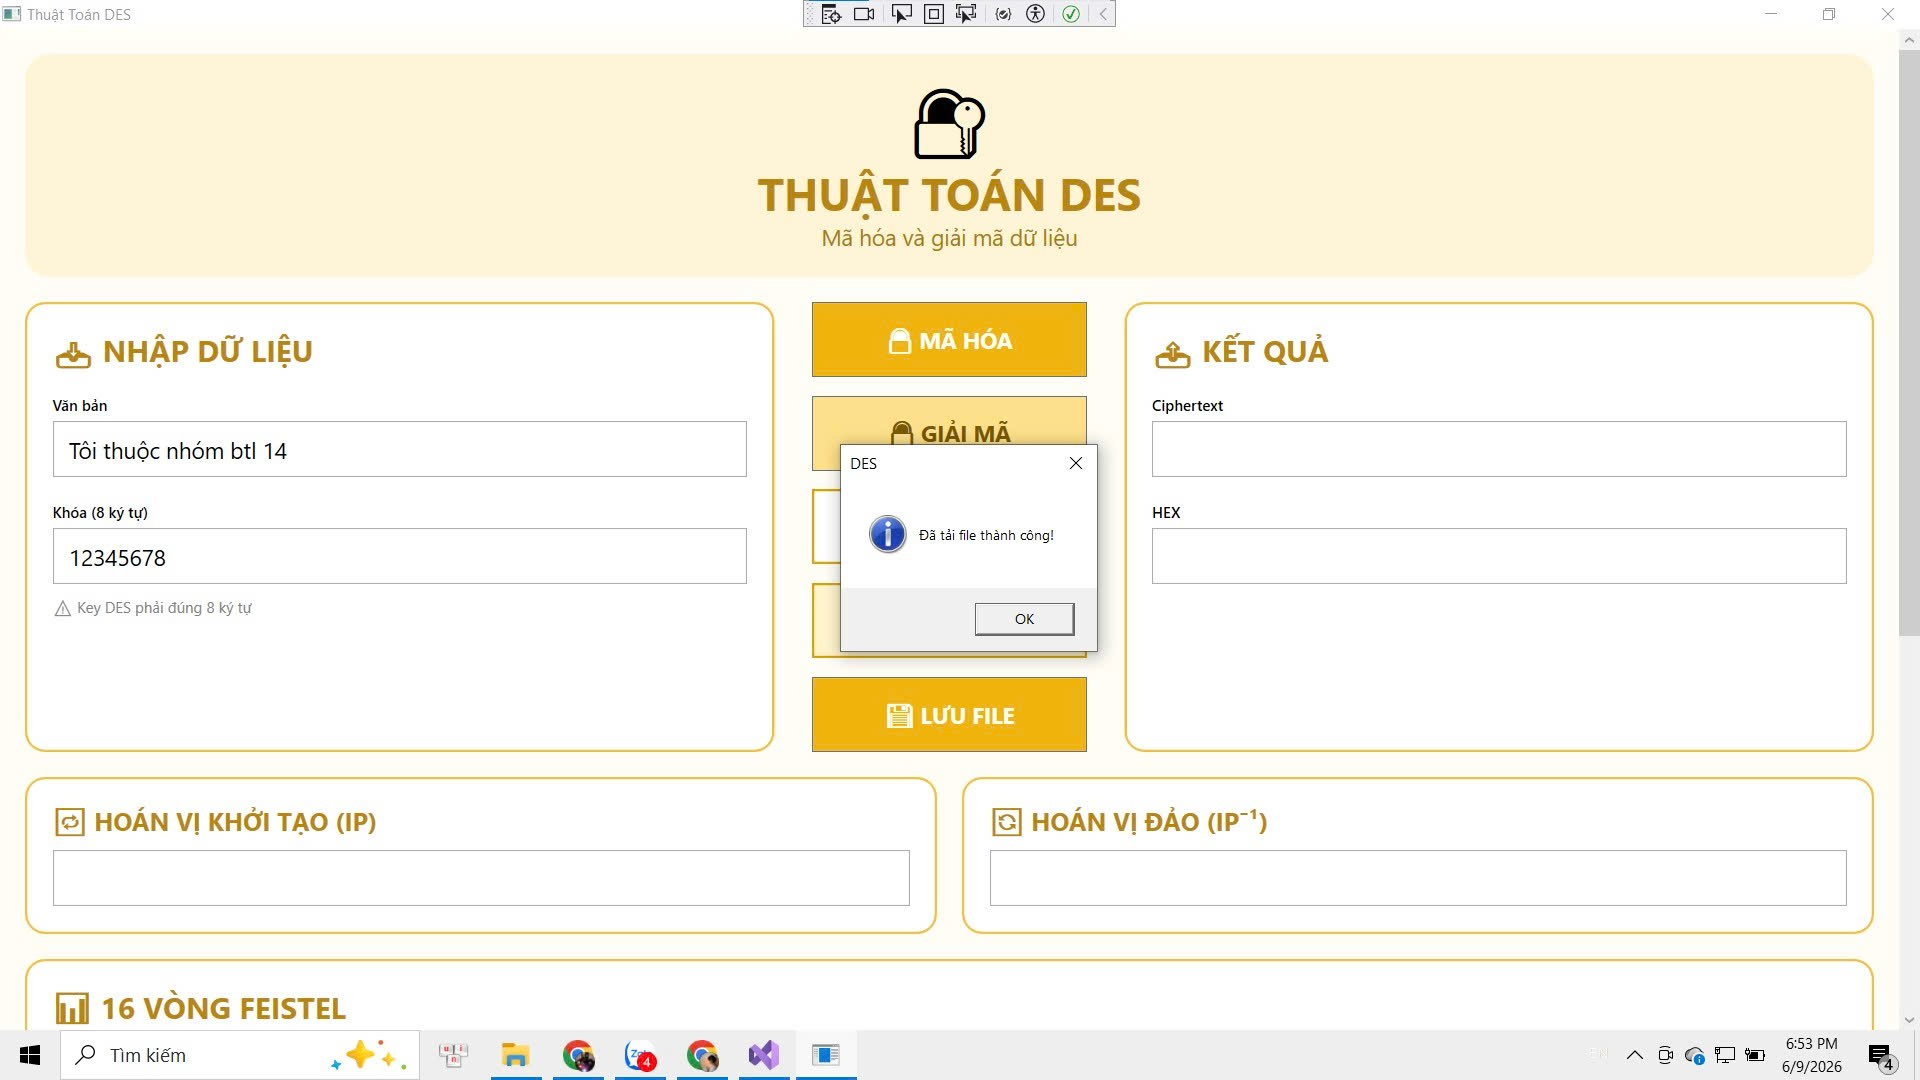 Thuật Toán DES
THUẬT TOÁN DES
Mã hóa và giải mã dữ liệu
NHẬP DỮ LIỆU
Văn bản
Tôi thuộc nhóm btl 14
Khóa (8 ký tự)
12345678
Key DES phải đúng 8 ký tự
MÃ HÓA
GIẢI MÃ
DES
Đã tải file thành công!
OK
LƯU FILE
KẾT QUẢ
Ciphertext
HEX
HOÁN VỊ KHỞI TẠO (IP)
HOÁN VỊ ĐẢO (IP⁻¹)
16 VÒNG FEISTEL
Tìm kiếm
4
6:53 PM
6/9/2026
4